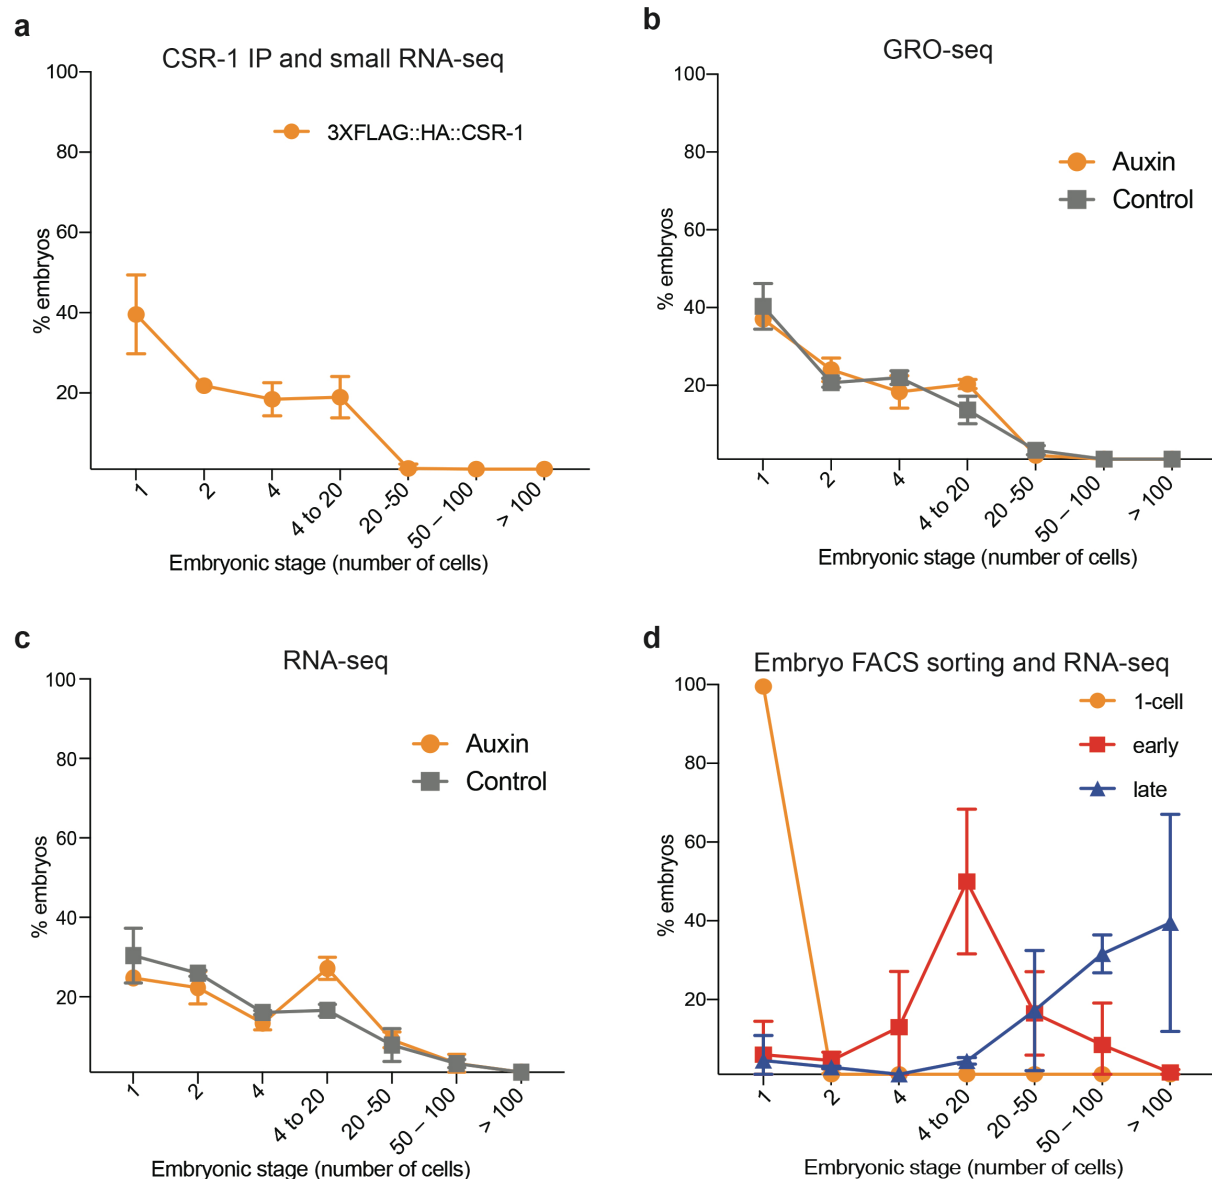 a
CSR-1 IP and small RNA-seq
3XFLAG::HA::CSR-1
% embryos
100
80
60
40
20
1
2
4
4 to 20
20 -50
50 – 100
> 100
Embryonic stage (number of cells)
b
GRO-seq
Auxin
Control
% embryos
100
80
60
40
20
1
2
4
4 to 20
20 -50
50 – 100
> 100
Embryonic stage (number of cells)
c
RNA-seq
Auxin
Control
% embryos
100
80
60
40
20
1
2
4
4 to 20
20 -50
50 – 100
> 100
Embryonic stage (number of cells)
d
Embryo FACS sorting and RNA-seq
1-cell
early
late
% embryos
100
80
60
40
20
1
2
4
4 to 20
20 -50
50 – 100
> 100
Embryonic stage (number of cells)